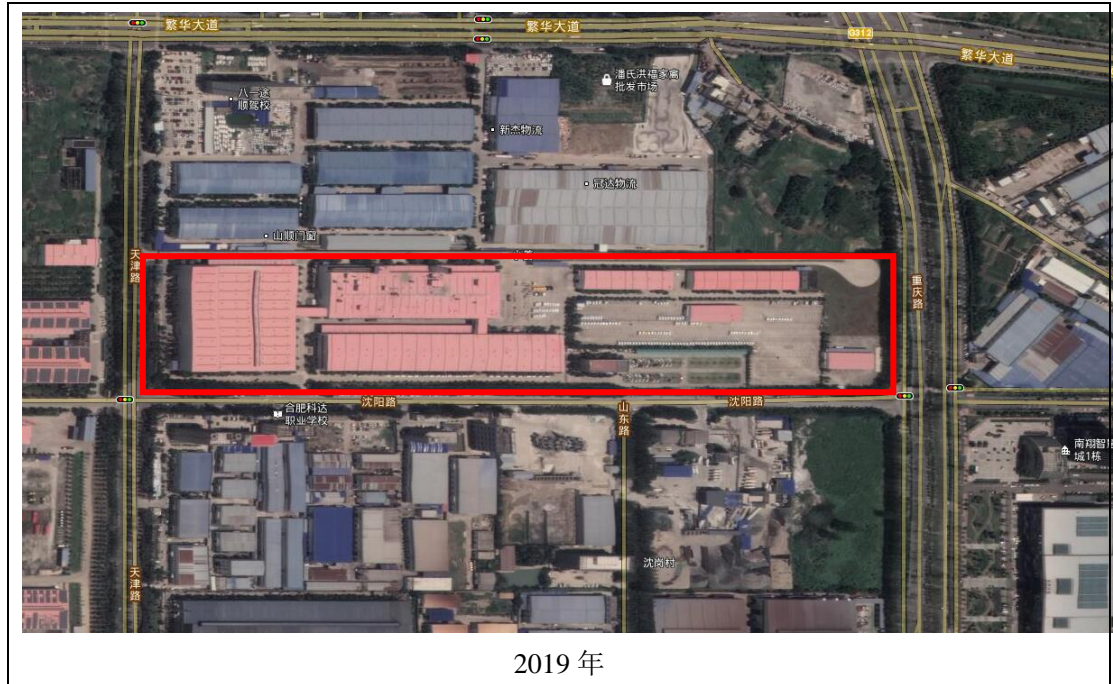 繁华大道
繁华大道
G312
繁华大道
潘氏洪福家禽
批发市场
八一达
顺驾校
新杰物流
冠达物流
山顺门窗
天津路
重庆路
沈阳路
沈阳路
合肥科达
职业学校
山东路
南翔智
城1栋
沈岗村
天津路
2019 年